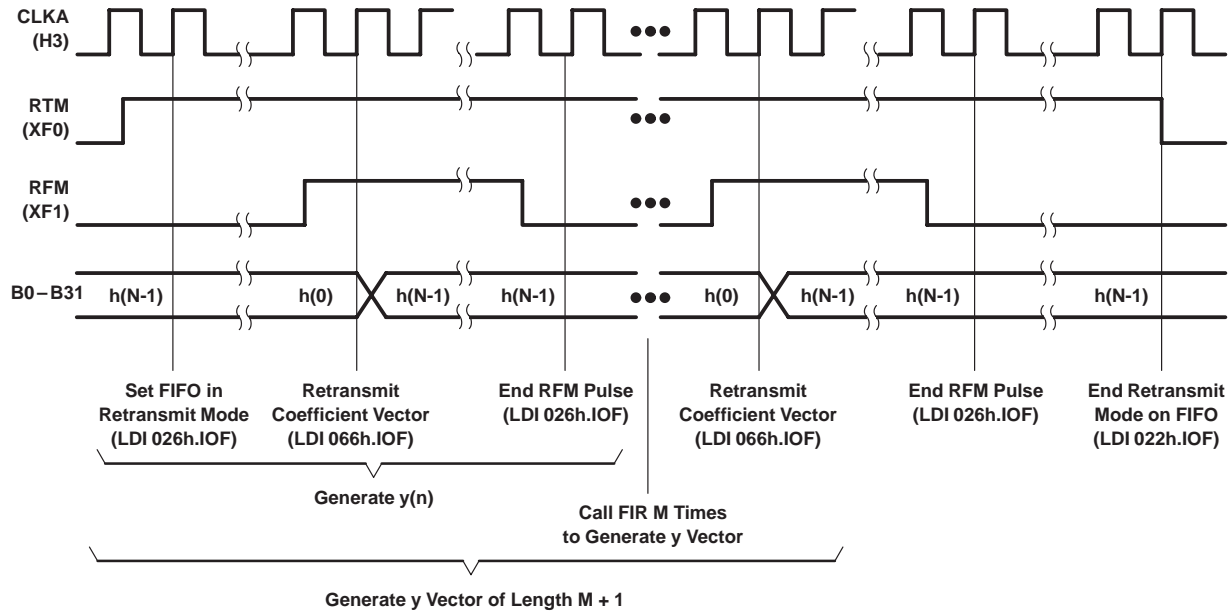 CLKA
(H3)
RTM
(XF0)
RFM
(XF1)
B0–B31
h(N-1)
h(0)
h(N-1)
h(N-1)
h(0)
h(N-1)
h(N-1)
h(N-1)
Set FIFO in
Retransmit Mode
(LDI 026h.IOF)
Retransmit
Coefficient Vector
(LDI 066h.IOF)
End RFM Pulse
(LDI 026h.IOF)
Retransmit
Coefficient Vector
(LDI 066h.IOF)
End RFM Pulse
(LDI 026h.IOF)
End Retransmit
Mode on FIFO
(LDI 022h.IOF)
Generate y(n)
Call FIR M Times
to Generate y Vector
Generate y Vector of Length M + 1